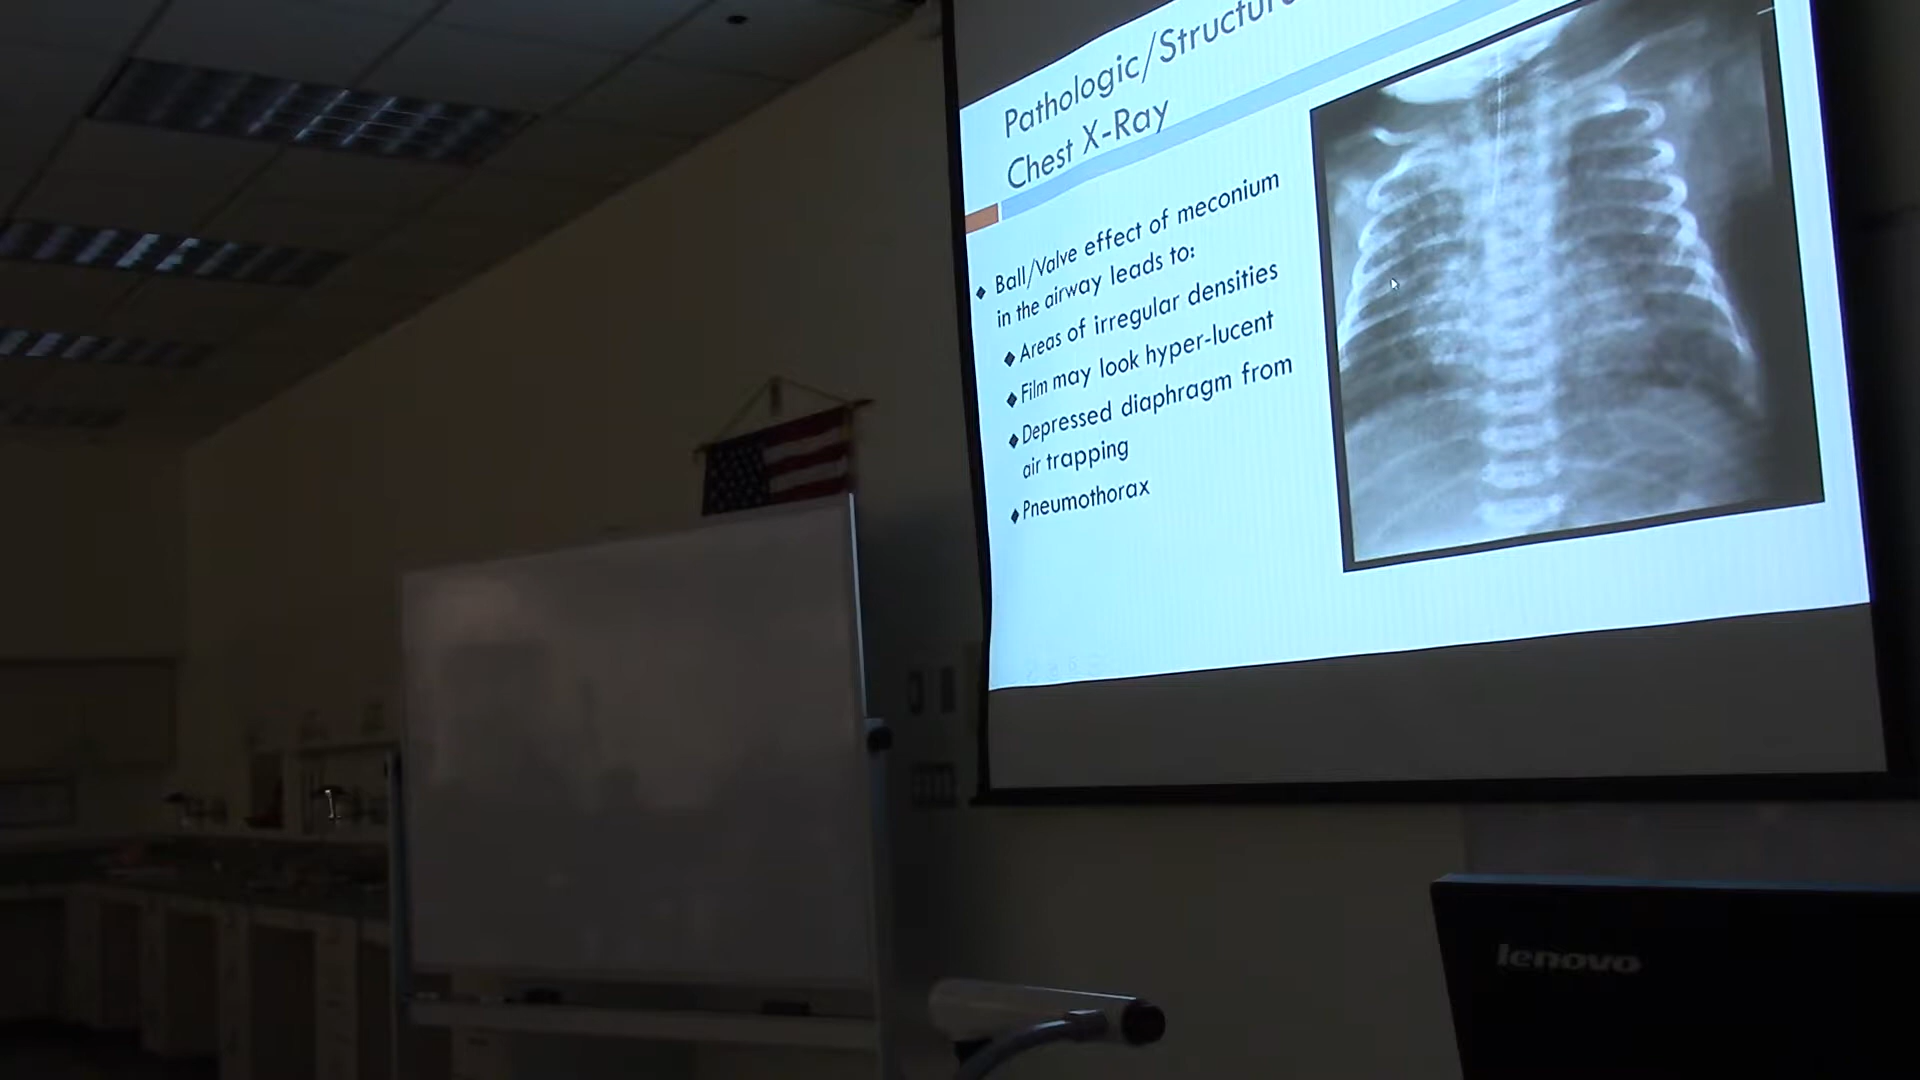 Pathologic/Structur
Chest X-Ray
Ball/Valve effect of meconium
in the airway leads to:
Areas of irregular densities
Film may look hyper-lucent
Depressed diaphragm from
air trapping
Pneumothorax
lenovo